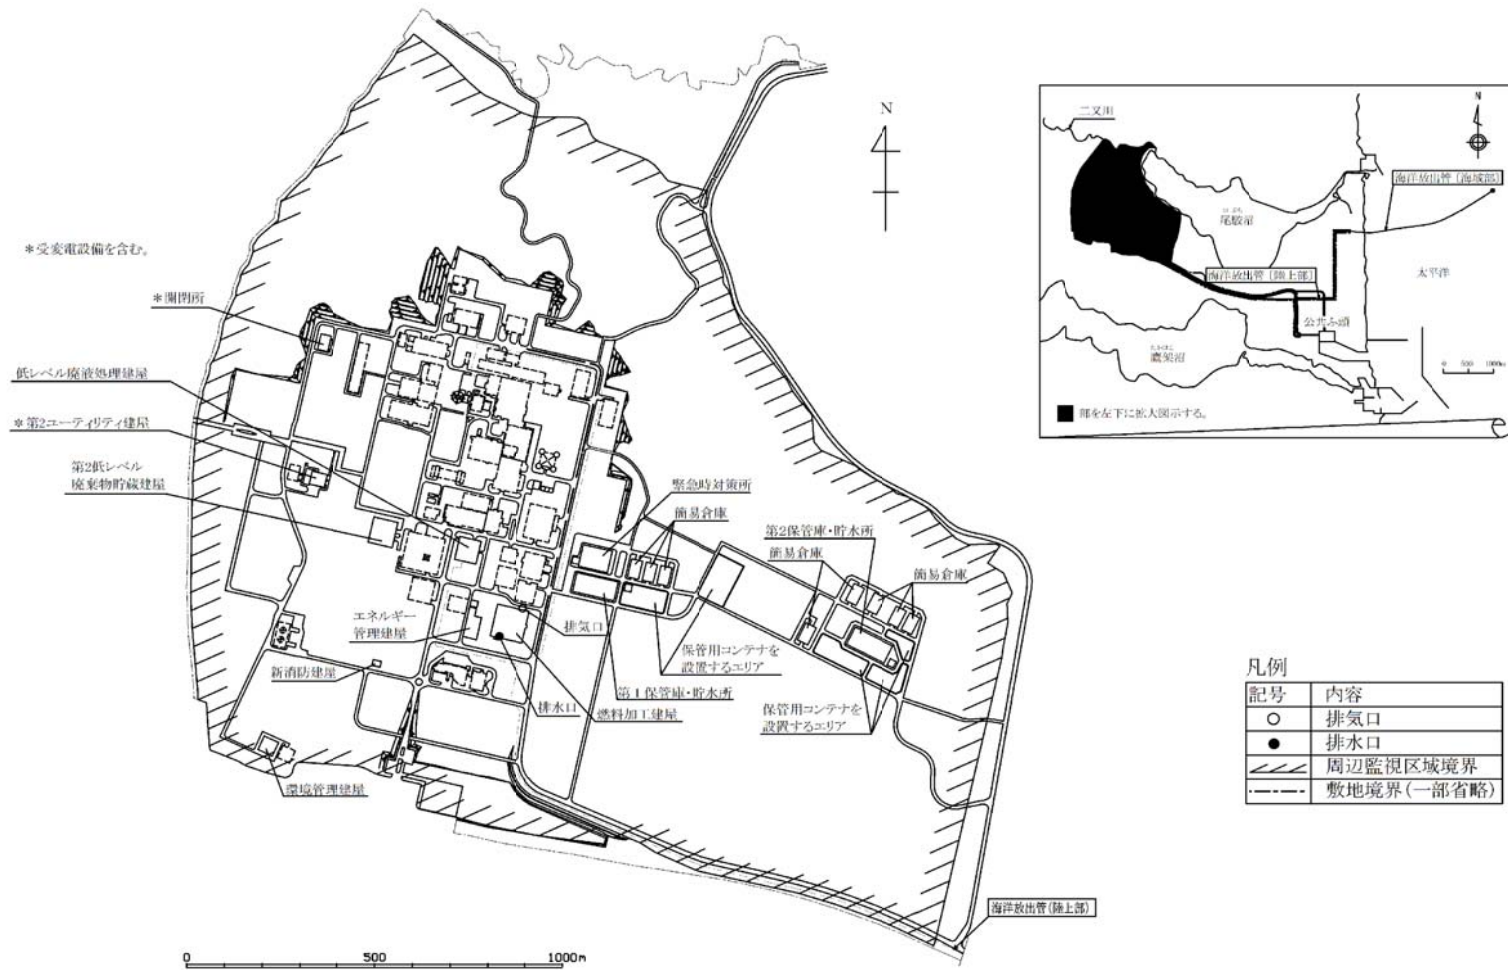 N
*受変電設備を含む。
*開閉所
低レベル廃液処理建屋
*第2ユーティリティ建屋
第2低レベル
廃棄物貯蔵建屋
緊急時対策所
簡易倉庫
第2保管庫・貯水所
簡易倉庫
簡易倉庫
エネルギー
管理建屋
排気口
保管用コンテナを
設置するエリア
新消防建屋
第1保管庫・貯水所
排水口
燃料加工建屋
保管用コンテナを
設置するエリア
環境管理建屋
海洋放出管(陸上部)
0 500 1000m
二又川
N
海洋放出管〔海域部〕
尾駮沼
海洋放出管〔陸上部〕
太平洋
公共ふ頭
たかほこ
鷹架沼
0 500 1000m
部を左下に拡大図示する。
凡例
記号 内容
排気口
排水口
周辺監視区域境界
敷地境界(一部省略)